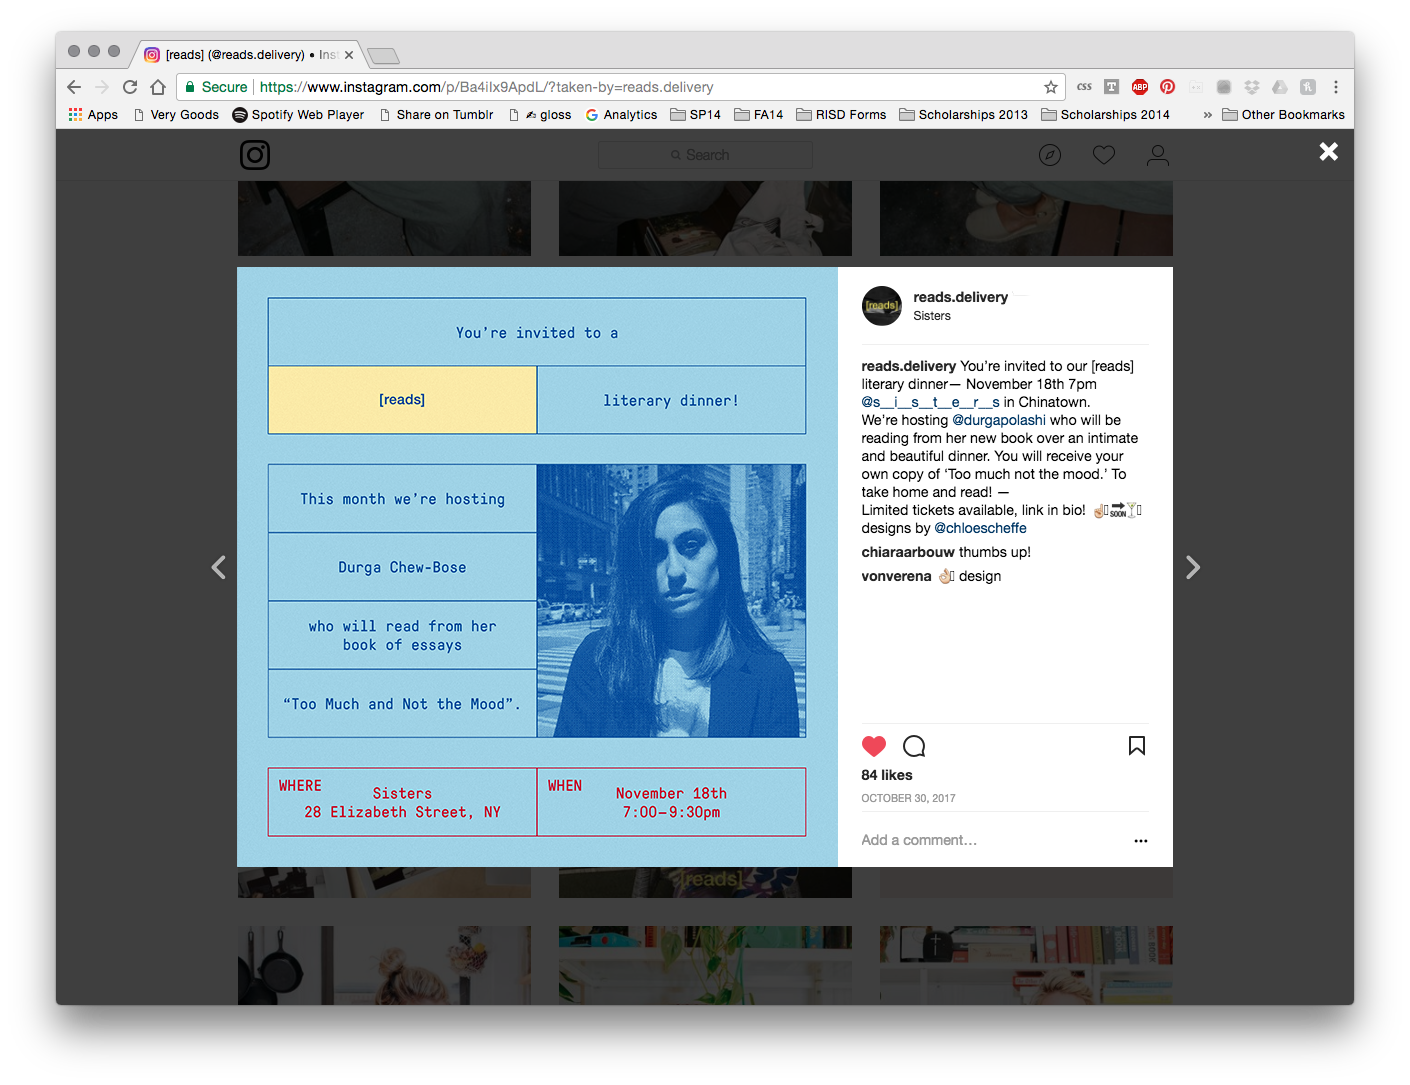 [reads] (@reads.delivery) • Inst
Secure https://www.instagram.com/p/Ba4iIx9ApdL/?taken-by=reads.delivery
css T ABP
Apps Very Goods Spotify Web Player Share on Tumblr ✍ gloss Analytics SP14 FA14 RISD Forms Scholarships 2013 Scholarships 2014 » Other Bookmarks
Search
You're invited to a
[reads] literary dinner!
This month we're hosting
Durga Chew-Bose
who will read from her
book of essays
“Too Much and Not the Mood”.
WHERE
Sisters
28 Elizabeth Street, NY
WHEN
November 18th
7:00–9:30pm
[reads]
reads.delivery
Sisters
reads.delivery You’re invited to our [reads]
literary dinner— November 18th 7pm
@s__i__s__t__e__r__s in Chinatown.
We’re hosting @durgapolashi who will be
reading from her new book over an intimate
and beautiful dinner. You will receive your
own copy of ‘Too much not the mood.’ To
take home and read! —
Limited tickets available, link in bio! ☝🔜🍸
designs by @chloescheffe
chiaraarbouw thumbs up!
vonverena 👌 design
84 likes
OCTOBER 30, 2017
Add a comment…
[reads]